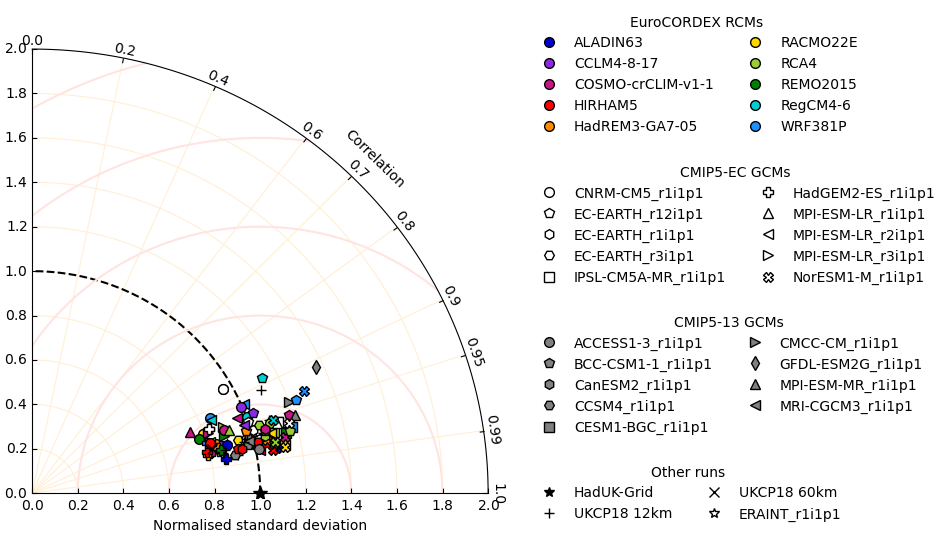 0.0
0.2
0.4
0.6
0.7
0.8
0.9
0.95
0.99
1.0
Correlation
2.0
1.8
1.6
1.4
1.2
1.0
0.8
0.6
0.4
0.2
0.0
0.0 0.2 0.4 0.6 0.8 1.0 1.2 1.4 1.6 1.8 2.0
Normalised standard deviation
EuroCORDEX RCMs
ALADIN63 RACMO22E
CCLM4-8-17 RCA4
COSMO-crCLIM-v1-1 REMO2015
HIRHAM5 RegCM4-6
HadREM3-GA7-05 WRF381P
CMIP5-EC GCMs
CNRM-CM5_r1i1p1 HadGEM2-ES_r1i1p1
EC-EARTH_r12i1p1 MPI-ESM-LR_r1i1p1
EC-EARTH_r1i1p1 MPI-ESM-LR_r2i1p1
EC-EARTH_r3i1p1 MPI-ESM-LR_r3i1p1
IPSL-CM5A-MR_r1i1p1 NorESM1-M_r1i1p1
CMIP5-13 GCMs
ACCESS1-3_r1i1p1 CMCC-CM_r1i1p1
BCC-CSM1-1_r1i1p1 GFDL-ESM2G_r1i1p1
CanESM2_r1i1p1 MPI-ESM-MR_r1i1p1
CCSM4_r1i1p1 MRI-CGCM3_r1i1p1
CESM1-BGC_r1i1p1
Other runs
HadUK-Grid UKCP18 60km
UKCP18 12km ERAINT_r1i1p1